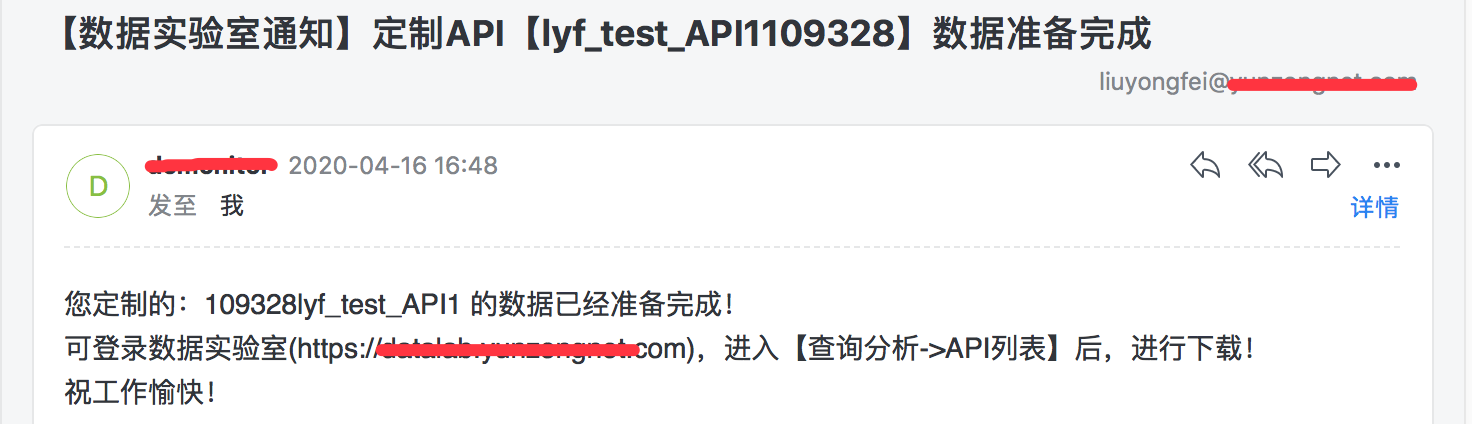 【数据实验室通知】定制API【lyf_test_API1109328】数据准备完成
liuyongfei@
D
2020-04-16 16:48
发至 我
详情
您定制的：109328lyf_test_API1 的数据已经准备完成！
可登录数据实验室(https://.com)，进入【查询分析->API列表】后，进行下载！
祝工作愉快！